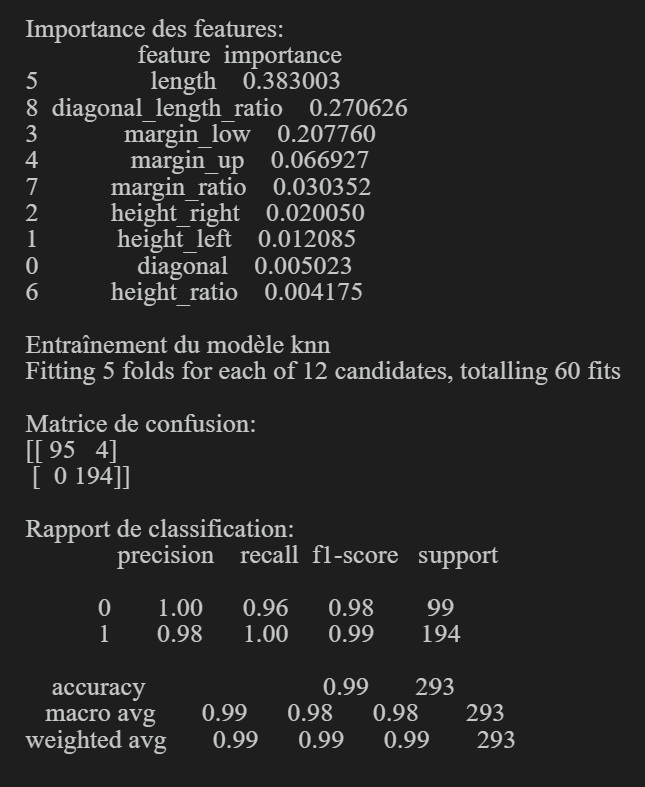 Importance des features:
feature importance
5 length 0.383003
8 diagonal_length_ratio 0.270626
3 margin_low 0.207760
4 margin_up 0.066927
7 margin_ratio 0.030352
2 height_right 0.020050
1 height_left 0.012085
0 diagonal 0.005023
6 height_ratio 0.004175
Entraînement du modèle knn
Fitting 5 folds for each of 12 candidates, totalling 60 fits
Matrice de confusion:
[[ 95 4]
[ 0 194]]
Rapport de classification:
precision recall f1-score support
0 1.00 0.96 0.98 99
1 0.98 1.00 0.99 194
accuracy 0.99 293
macro avg 0.99 0.98 0.98 293
weighted avg 0.99 0.99 0.99 293